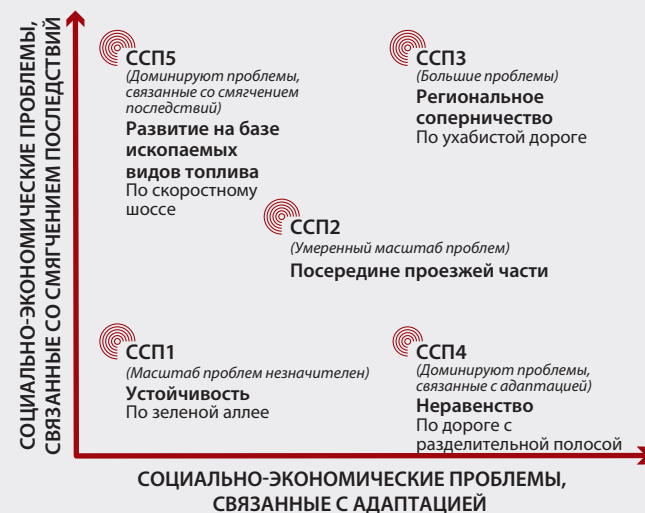 СОЦИАЛЬНО-ЭКОНОМИЧЕСКИЕ ПРОБЛЕМЫ,
СВЯЗАННЫЕ СО СМЯГЧЕНИЕМ ПОСЛЕДСТВИЙ
ССП5
(Доминируют проблемы,
связанные со смягчением
последствий)
Развитие на базе
ископаемых
видов топлива
По скоростному
шоссе
ССП3
(Большие проблемы)
Региональное
соперничество
По ухабистой дороге
ССП2
(Умеренный масштаб проблем)
Посередине проезжей части
ССП1
(Масштаб проблем незначителен)
Устойчивость
По зеленой аллее
ССП4
(Доминируют проблемы,
связанные с адаптацией)
Неравенство
По дороге с
разделительной полосой
СОЦИАЛЬНО-ЭКОНОМИЧЕСКИЕ ПРОБЛЕМЫ,
СВЯЗАННЫЕ С АДАПТАЦИЕЙ